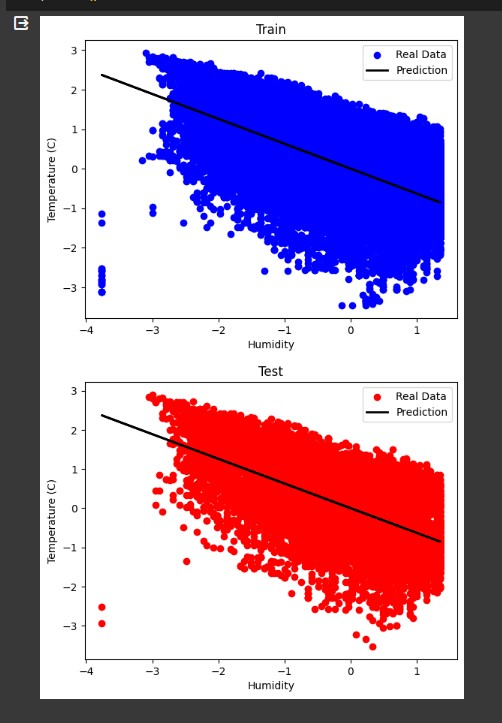 Train
3
2
1
0
−1
−2
−3
Temperature (C)
Real Data
Prediction
−4
−3
−2
−1
0
1
Humidity
Test
3
2
1
0
−1
−2
−3
Temperature (C)
Real Data
Prediction
−4
−3
−2
−1
0
1
Humidity